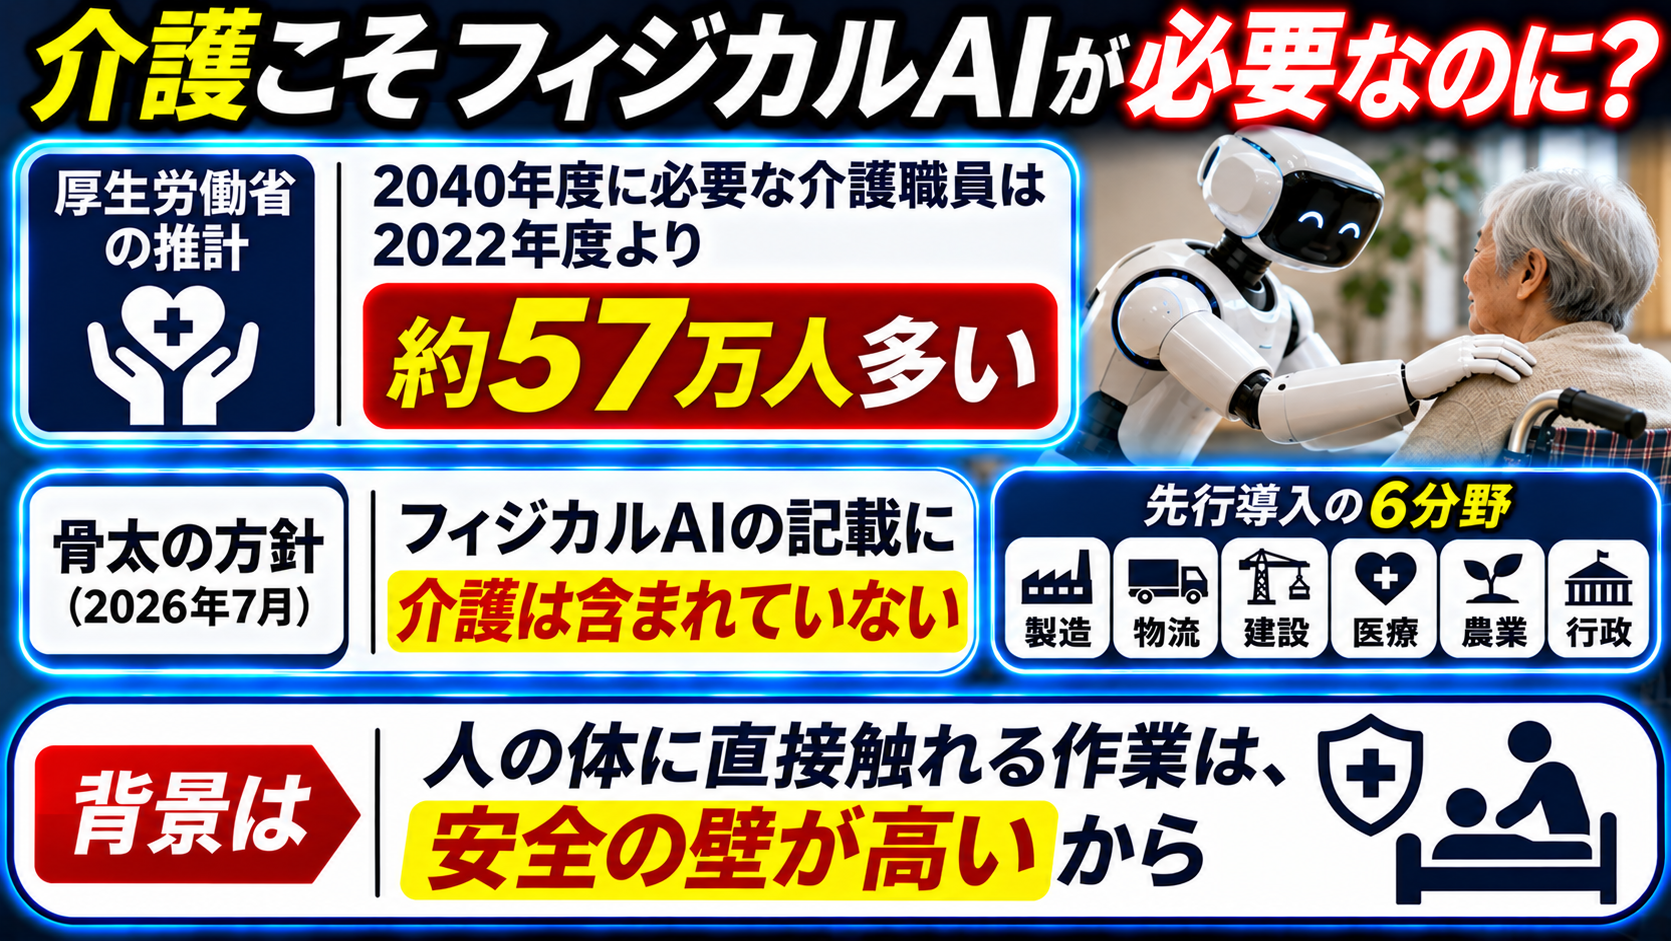 介護こそフィジカルAIが必要なのに?
厚生労働省
の推計
2040年度に必要な介護職員は
2022年度より
約57万人多い
骨太の方針
（2026年7月）
フィジカルAIの記載に
介護は含まれていない
先行導入の6分野
製造
物流
建設
医療
農業
行政
背景は
人の体に直接触れる作業は、
安全の壁が高いから